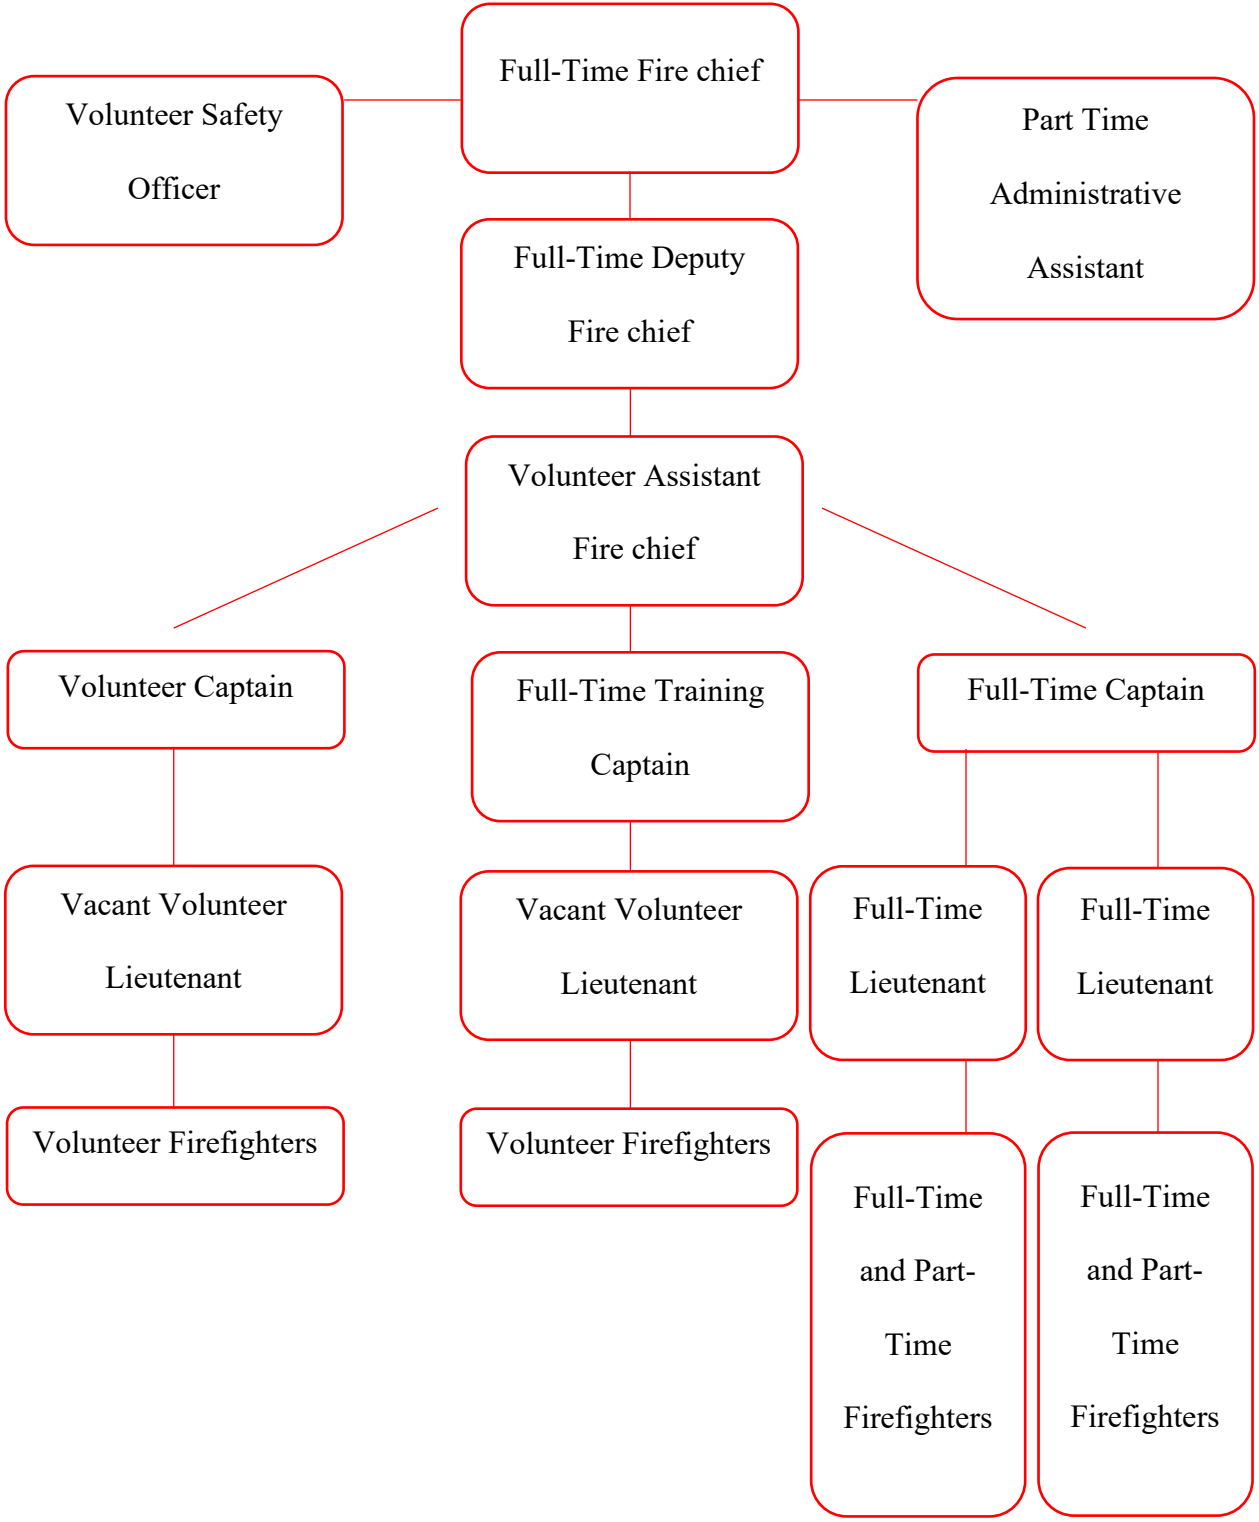 Full-Time Fire chief
Volunteer Safety
Officer
Part Time
Administrative
Assistant
Full-Time Deputy
Fire chief
Volunteer Assistant
Fire chief
Volunteer Captain
Full-Time Training
Captain
Full-Time Captain
Vacant Volunteer
Lieutenant
Vacant Volunteer
Lieutenant
Full-Time
Lieutenant
Full-Time
Lieutenant
Volunteer Firefighters
Volunteer Firefighters
Full-Time
and Part-
Time
Firefighters
Full-Time
and Part-
Time
Firefighters